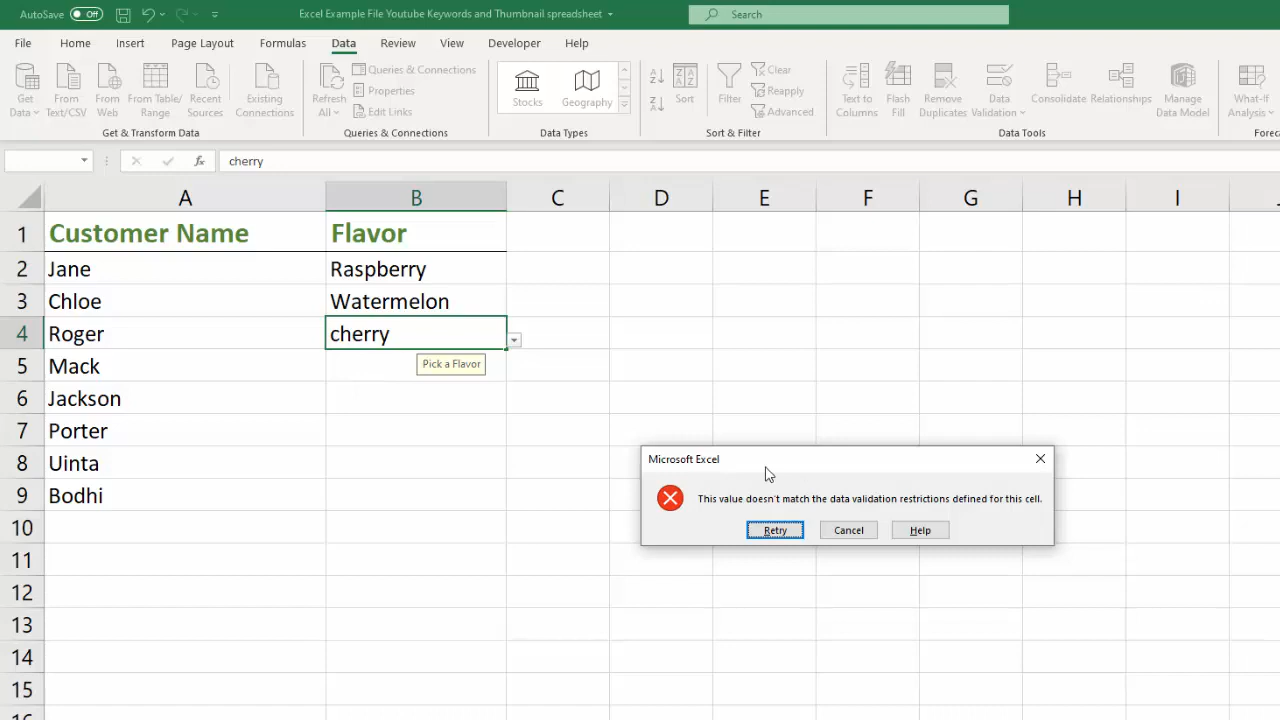 AutoSave Off Excel Example File Youtube Keywords and Thumbnail spreadsheet Search
File Home Insert Page Layout Formulas Data Review View Developer Help
Get Data From Text/CSV From Web From Table/ Range Recent Sources Existing Connections Refresh All Queries & Connections Properties Edit Links Stocks Geography Sort Filter Clear Reapply Advanced Text to Columns Flash Fill Remove Duplicates Data Validation Consolidate Relationships Manage Data Model What-If Analysis
Get & Transform Data Queries & Connections Data Types Sort & Filter Data Tools Forec
fx cherry
A B C D E F G H I J
1 Customer Name Flavor
2 Jane Raspberry
3 Chloe Watermelon
4 Roger cherry
5 Mack Pick a Flavor
6 Jackson
7 Porter
8 Uinta
Microsoft Excel
9 Bodhi
This value doesn't match the data validation restrictions defined for this cell.
10
Retry Cancel Help
11
12
13
14
15
16